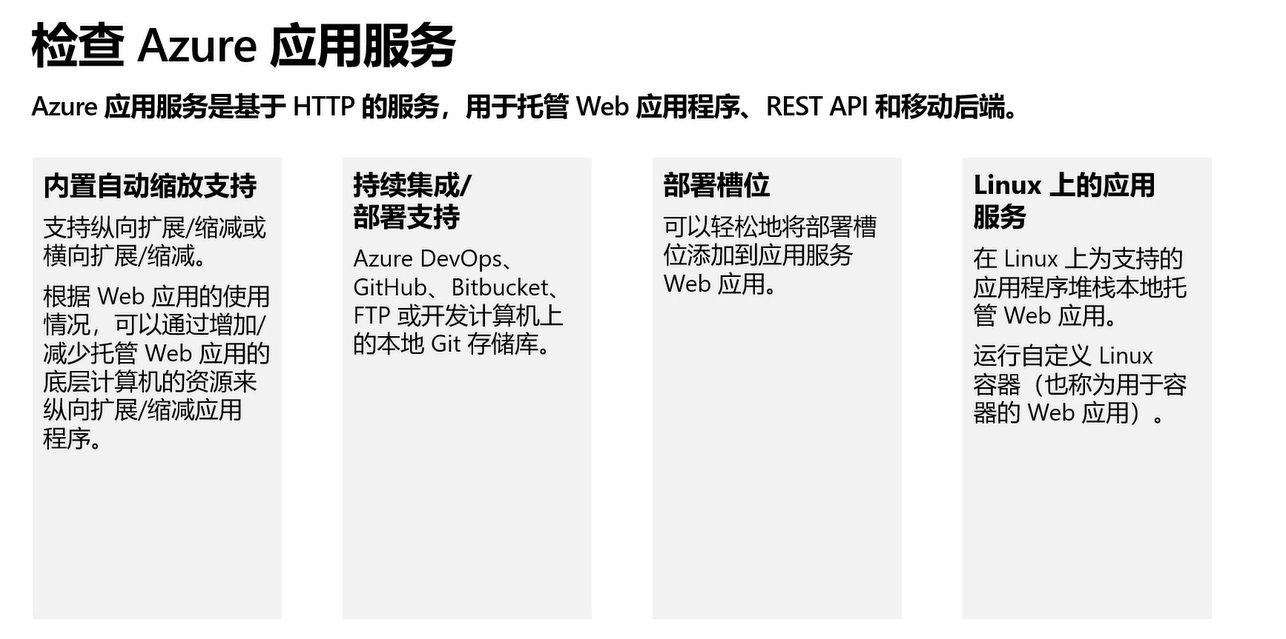 检查 Azure 应用服务
Azure 应用服务是基于 HTTP 的服务，用于托管 Web 应用程序、REST API 和移动后端。
内置自动缩放支持
支持纵向扩展/缩减或
横向扩展/缩减。
根据 Web 应用的使用
情况，可以通过增加/
减少托管 Web 应用的
底层计算机的资源来
纵向扩展/缩减应用
程序。
持续集成/
部署支持
Azure DevOps、
GitHub、Bitbucket、
FTP 或开发计算机上
的本地 Git 存储库。
部署槽位
可以轻松地将部署槽
位添加到应用服务
Web 应用。
Linux 上的应用
服务
在 Linux 上为支持的
应用程序堆栈本地托
管 Web 应用。
运行自定义 Linux
容器（也称为用于容
器的 Web 应用）。